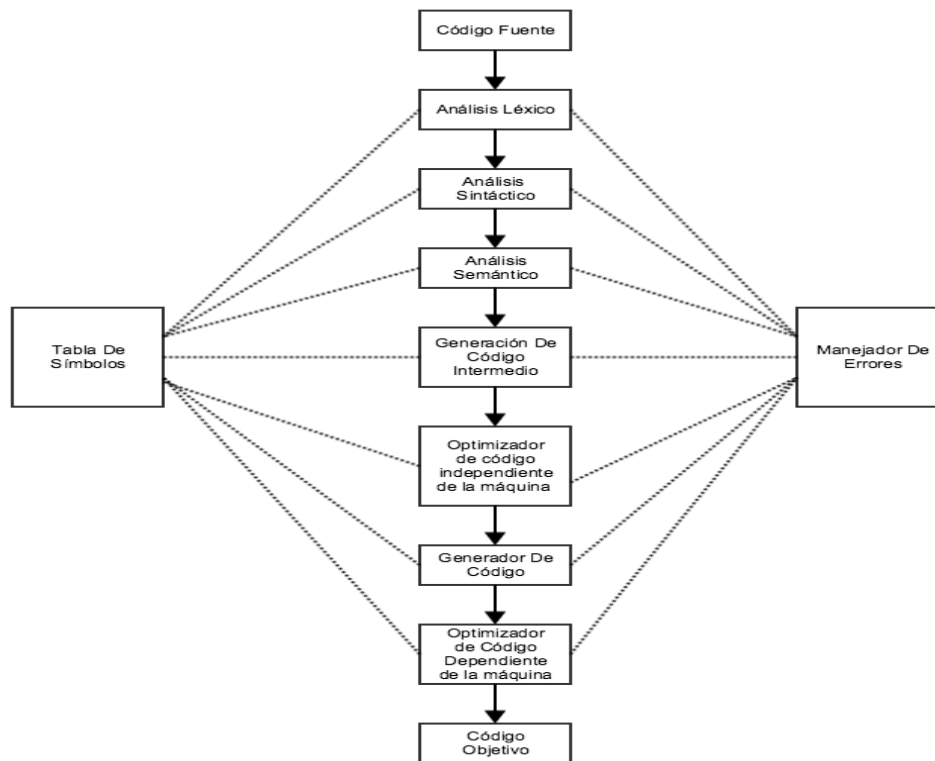 Código Fuente
Análisis Léxico
Análisis
Sintáctico
Análisis
Semántico
Tabla De
Símbolos
Generación De
Código
Intermedio
Manejador De
Errores
Optimizador
de código
independiente
de la máquina
Generador De
Código
Optimizador
de Código
Dependiente
de la máquina
Código
Objetivo